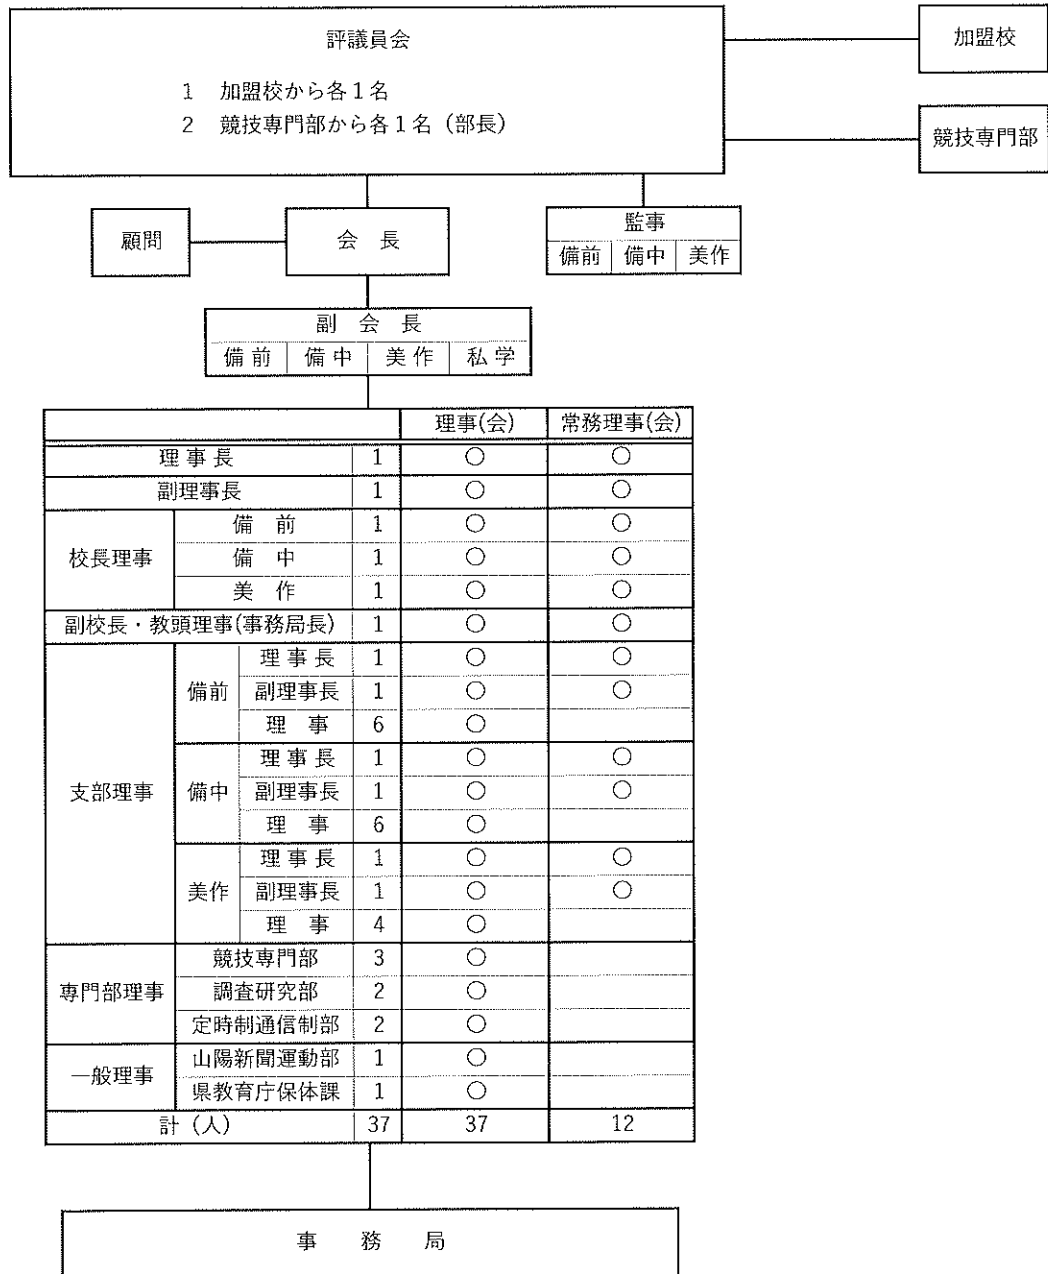 評議員会
1 加盟校から各1名
2 競技専門部から各1名（部長）
加盟校
競技専門部
顧問
会 長
監事
備前 備中 美作
副 会 長
備 前 備 中 美 作 私 学
理事(会) 常務理事(会)
理 事 長 1 ○ ○
副理事長 1 ○ ○
校長理事 備 前 1 ○ ○
備 中 1 ○ ○
美 作 1 ○ ○
副校長・教頭理事(事務局長) 1 ○ ○
支部理事 備前 理 事 長 1 ○ ○
副理事長 1 ○ ○
理 事 6 ○
備中 理 事 長 1 ○ ○
副理事長 1 ○ ○
理 事 6 ○
美作 理 事 長 1 ○ ○
副理事長 1 ○ ○
理 事 4 ○
専門部理事 競技専門部 3 ○
調査研究部 2 ○
定時制通信制部 2 ○
一般理事 山陽新聞運動部 1 ○
県教育庁保体課 1 ○
計（人） 37 37 12
事 務 局